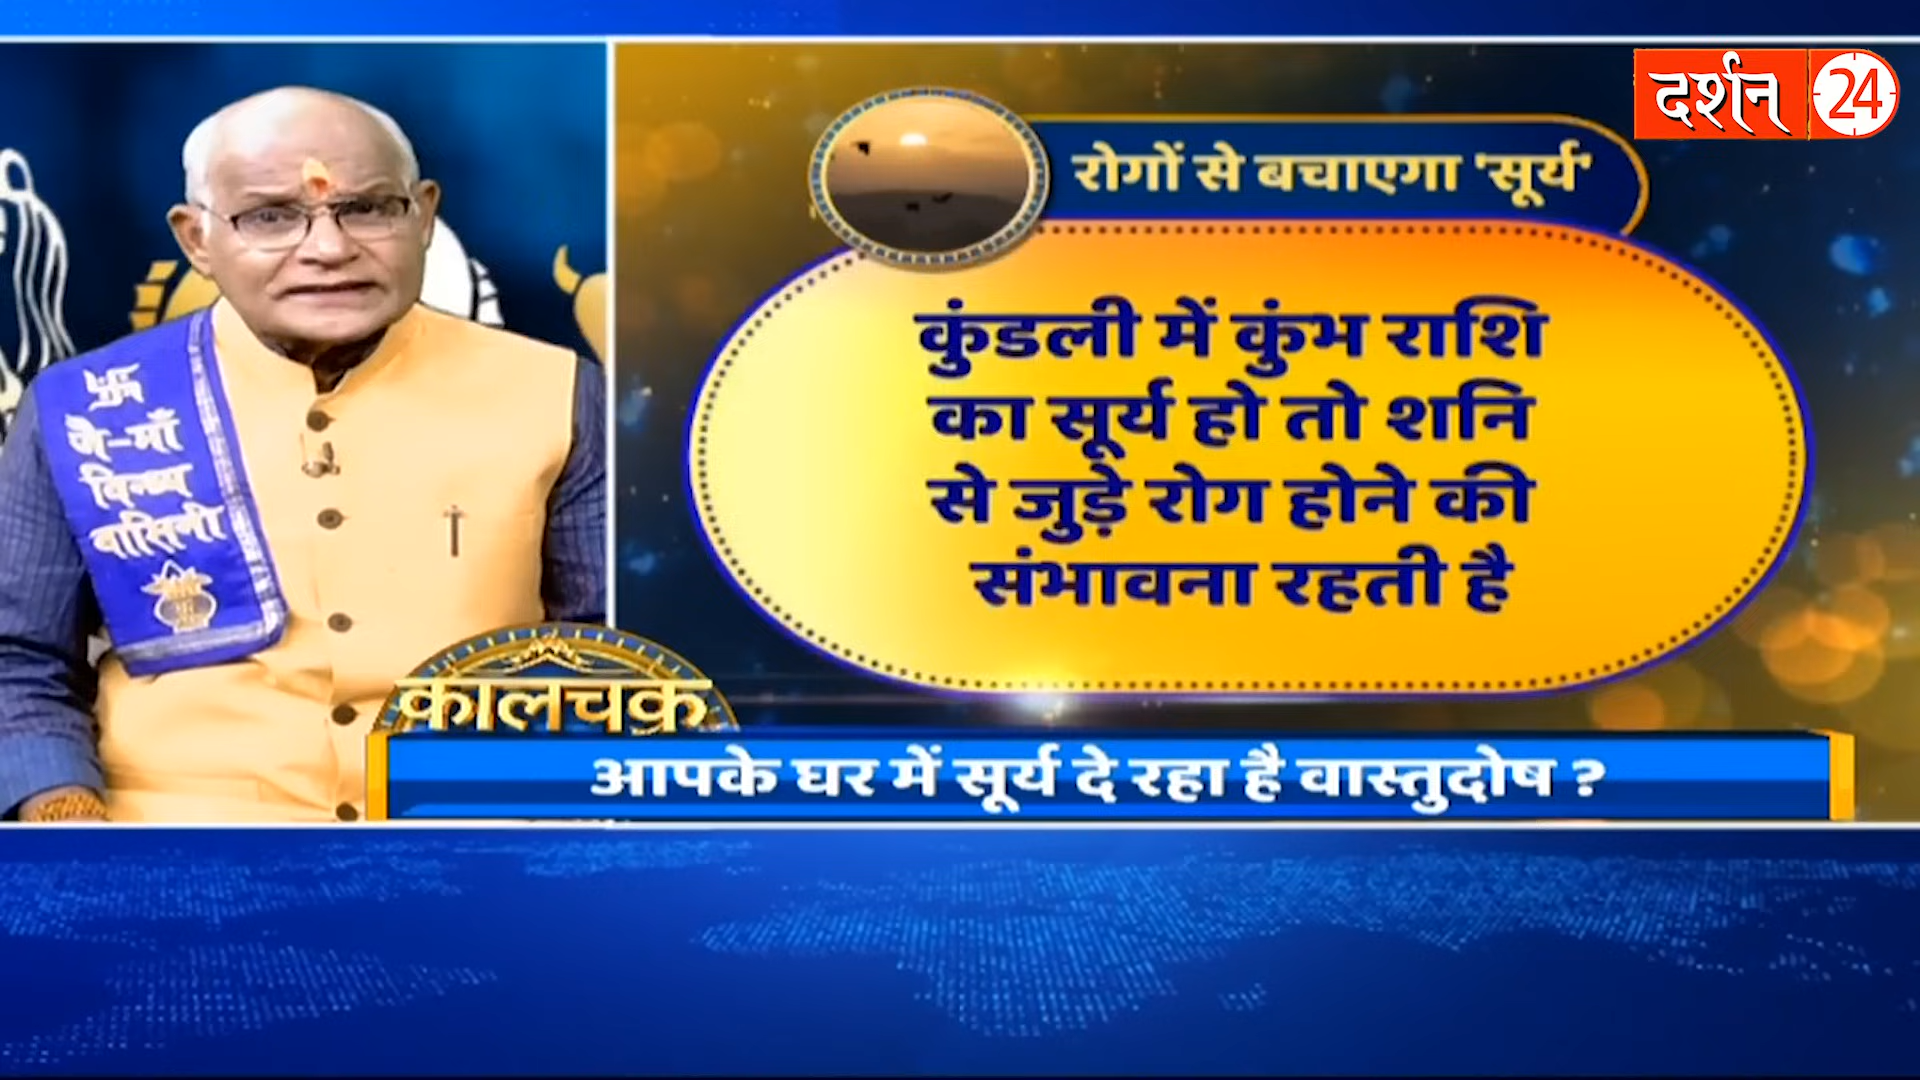 दर्शन 24
रोगों से बचाएगा 'सूर्य'
कुंडली में कुंभ राशि
का सूर्य हो तो शनि
से जुड़े रोग होने की
संभावना रहती है
जै-माँ
विन्ध्य
वासिनी
कालचक्र
आपके घर में सूर्य दे रहा है वास्तुदोष ?